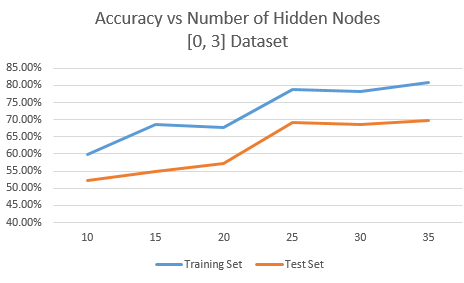 Accuracy vs Number of Hidden Nodes
[0, 3] Dataset
85.00%
80.00%
75.00%
70.00%
65.00%
60.00%
55.00%
50.00%
45.00%
40.00%
10 15 20 25 30 35
Training Set Test Set